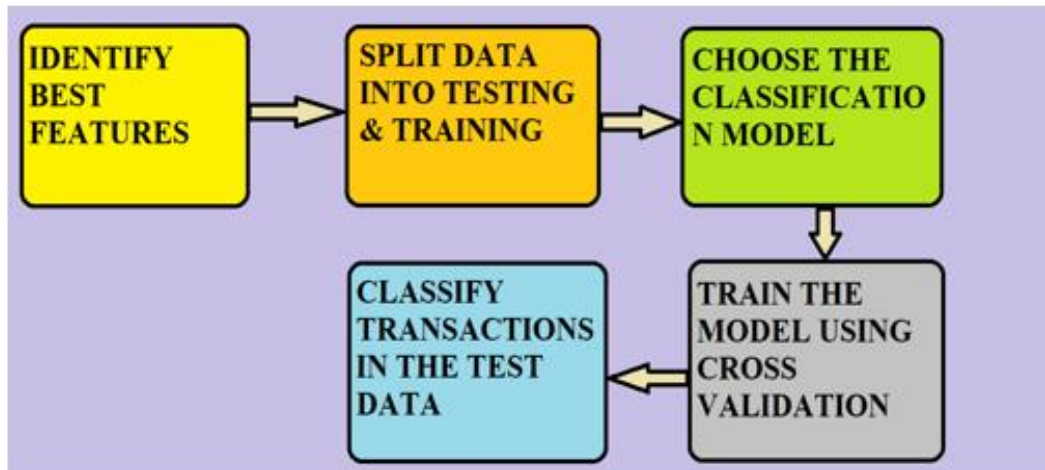 IDENTIFY
BEST
FEATURES
SPLIT DATA
INTO TESTING
& TRAINING
CHOOSE THE
CLASSIFICATIO
N MODEL
TRAIN THE
MODEL USING
CROSS
VALIDATION
CLASSIFY
TRANSACTIONS
IN THE TEST
DATA